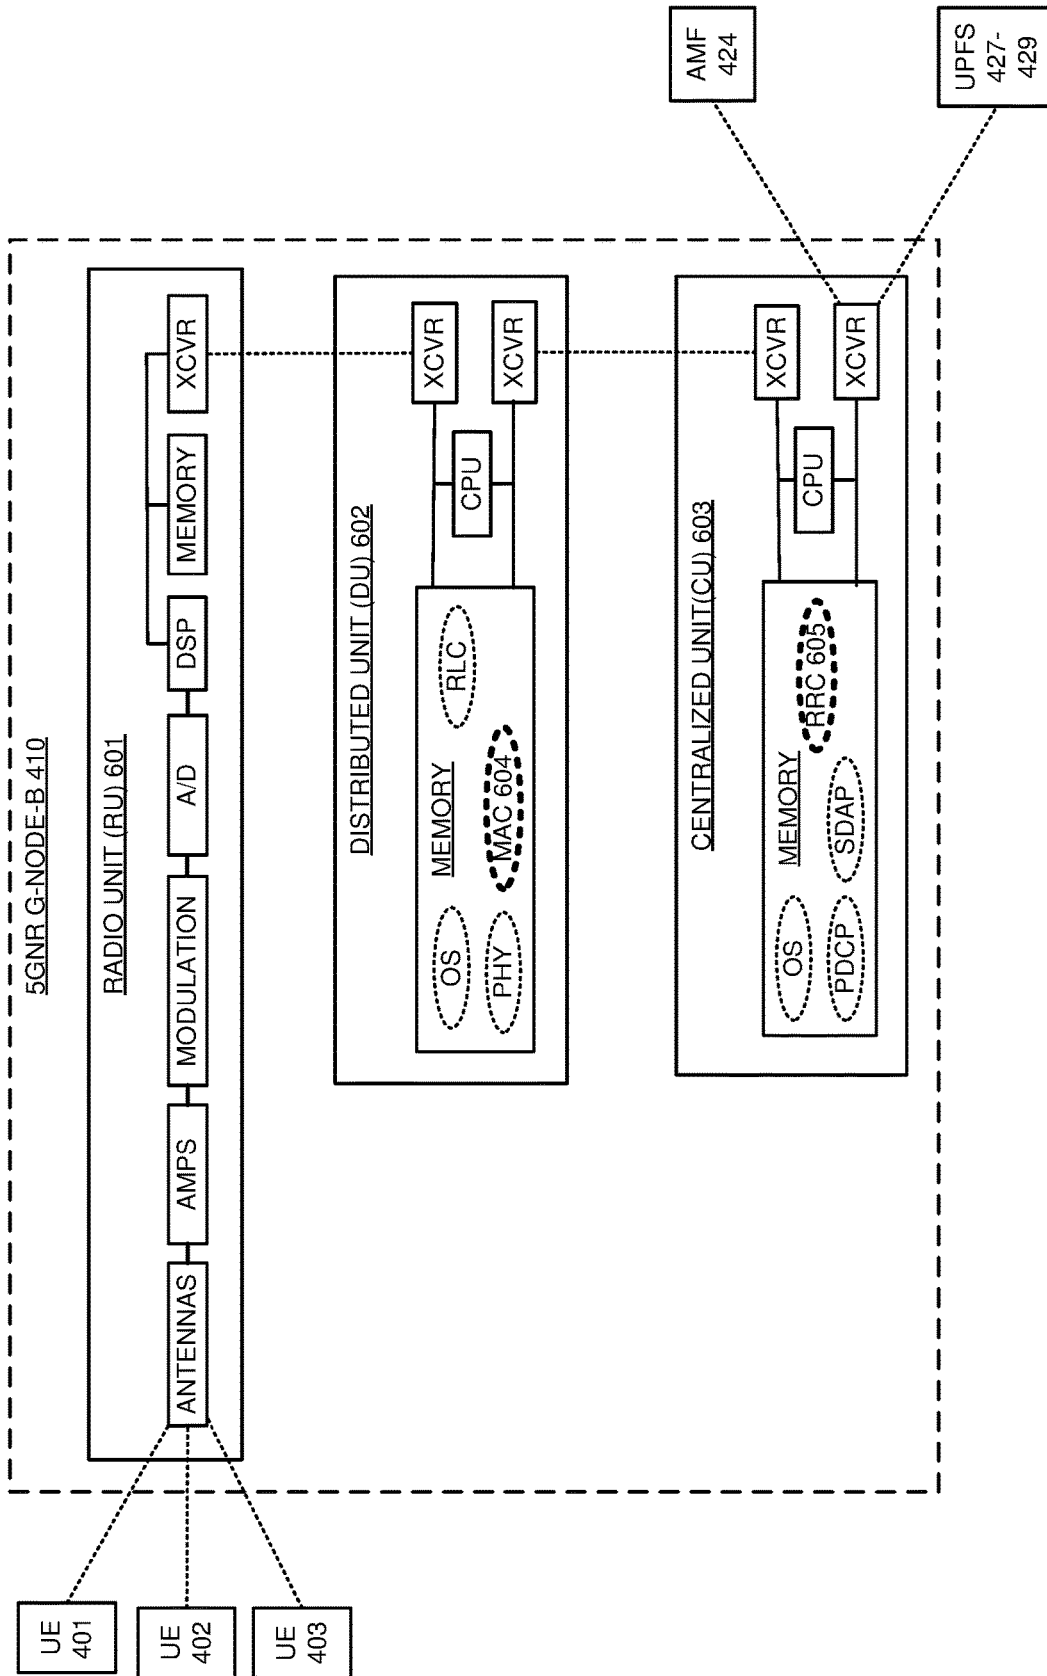 5GNR G-NODE-B 410
RADIO UNIT (RU) 601
UE
401
UE
402
UE
403
ANTENNAS
AMPS
MODULATION
A/D
DSP
MEMORY
XCVR
DISTRIBUTED UNIT (DU) 602
MEMORY
OS
RLC
PHY
MAC 604
CPU
XCVR
XCVR
CENTRALIZED UNIT(CU) 603
MEMORY
OS
RRC 605
PDCP
SDAP
CPU
XCVR
XCVR
AMF
424
UPFS
427-
429